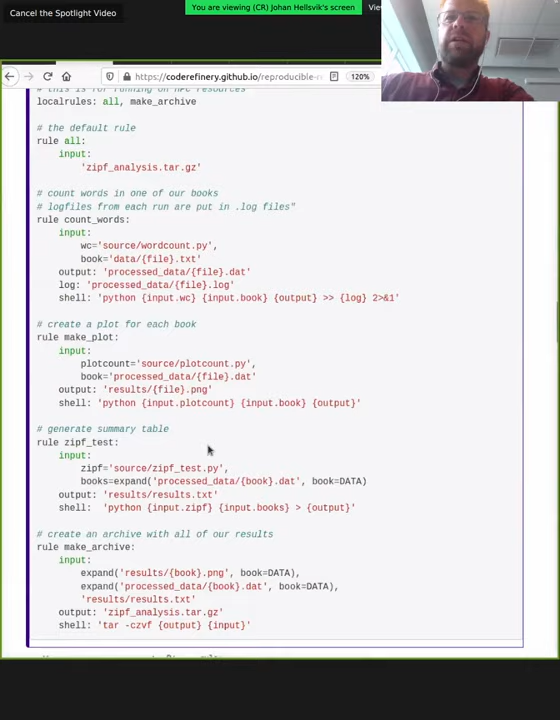 Cancel the Spotlight Video
You are viewing (CR) Johan Hellsvik's screen
https://coderefinery.github.io/reproducible-r
120%
# this is for running on HPC resources
localrules: all, make_archive
# the default rule
rule all:
input:
'zipf_analysis.tar.gz'
# count words in one of our books
# logfiles from each run are put in .log files"
rule count_words:
input:
wc='source/wordcount.py',
book='data/{file}.txt'
output: 'processed_data/{file}.dat'
log: 'processed_data/{file}.log'
shell: 'python {input.wc} {input.book} {output} >> {log} 2>&1'
# create a plot for each book
rule make_plot:
input:
plotcount='source/plotcount.py',
book='processed_data/{file}.dat'
output: 'results/{file}.png'
shell: 'python {input.plotcount} {input.book} {output}'
# generate summary table
rule zipf_test:
input:
zipf='source/zipf_test.py',
books=expand('processed_data/{book}.dat', book=DATA)
output: 'results/results.txt'
shell: 'python {input.zipf} {input.books} > {output}'
# create an archive with all of our results
rule make_archive:
input:
expand('results/{book}.png', book=DATA),
expand('processed_data/{book}.dat', book=DATA),
'results/results.txt'
output: 'zipf_analysis.tar.gz'
shell: 'tar -czvf {output} {input}'